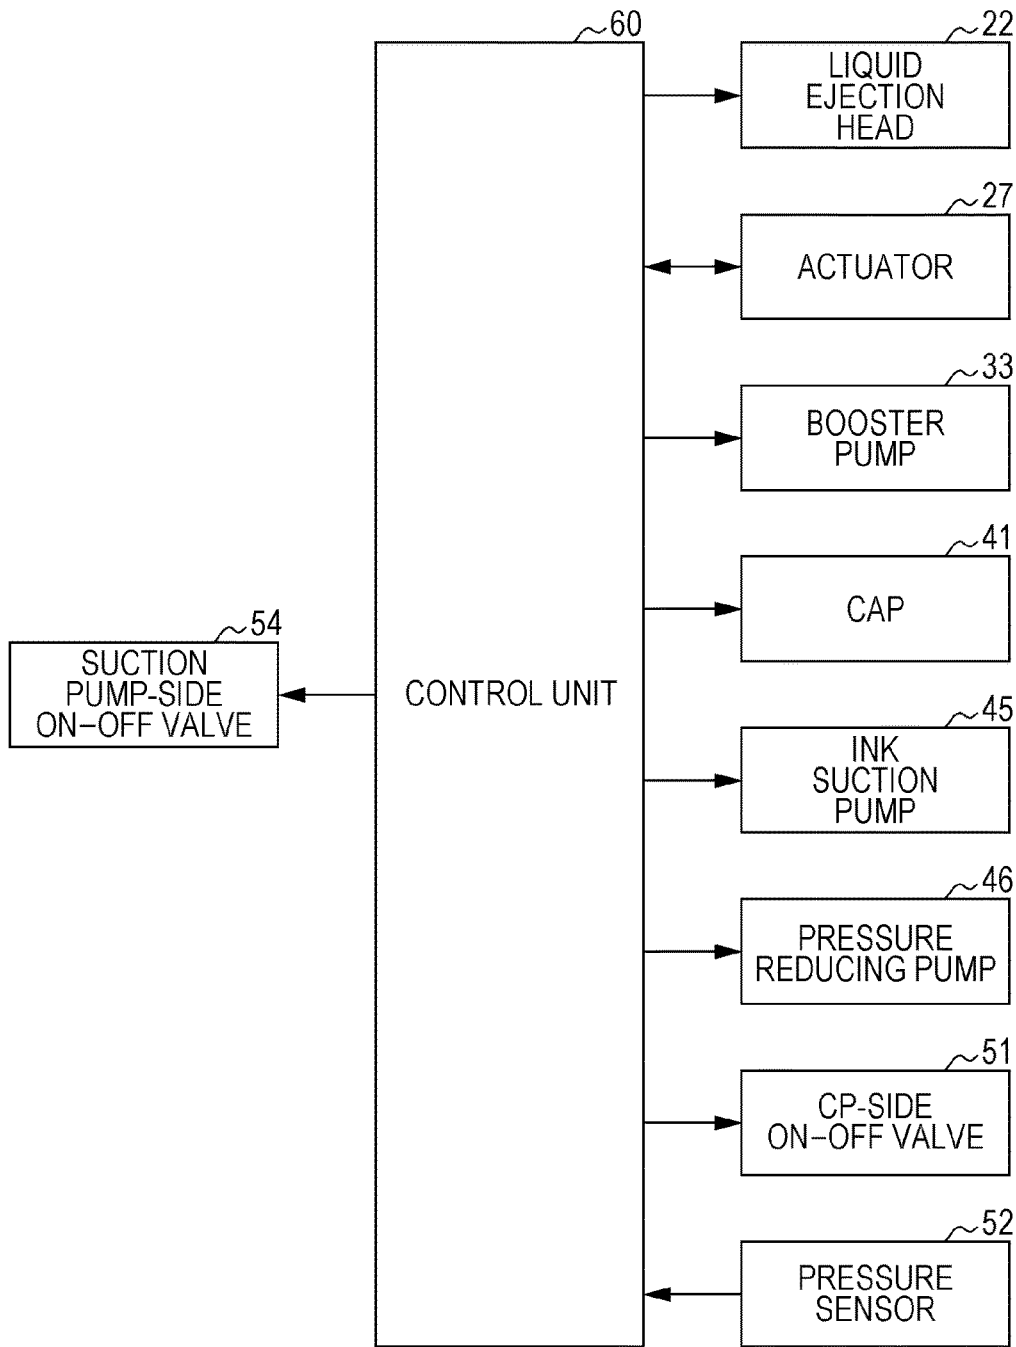 60
22
LIQUID
EJECTION
HEAD
27
ACTUATOR
33
BOOSTER
PUMP
41
CAP
54
SUCTION
PUMP-SIDE
ON-OFF VALVE
CONTROL UNIT
45
INK
SUCTION
PUMP
46
PRESSURE
REDUCING PUMP
51
CP-SIDE
ON-OFF VALVE
52
PRESSURE
SENSOR